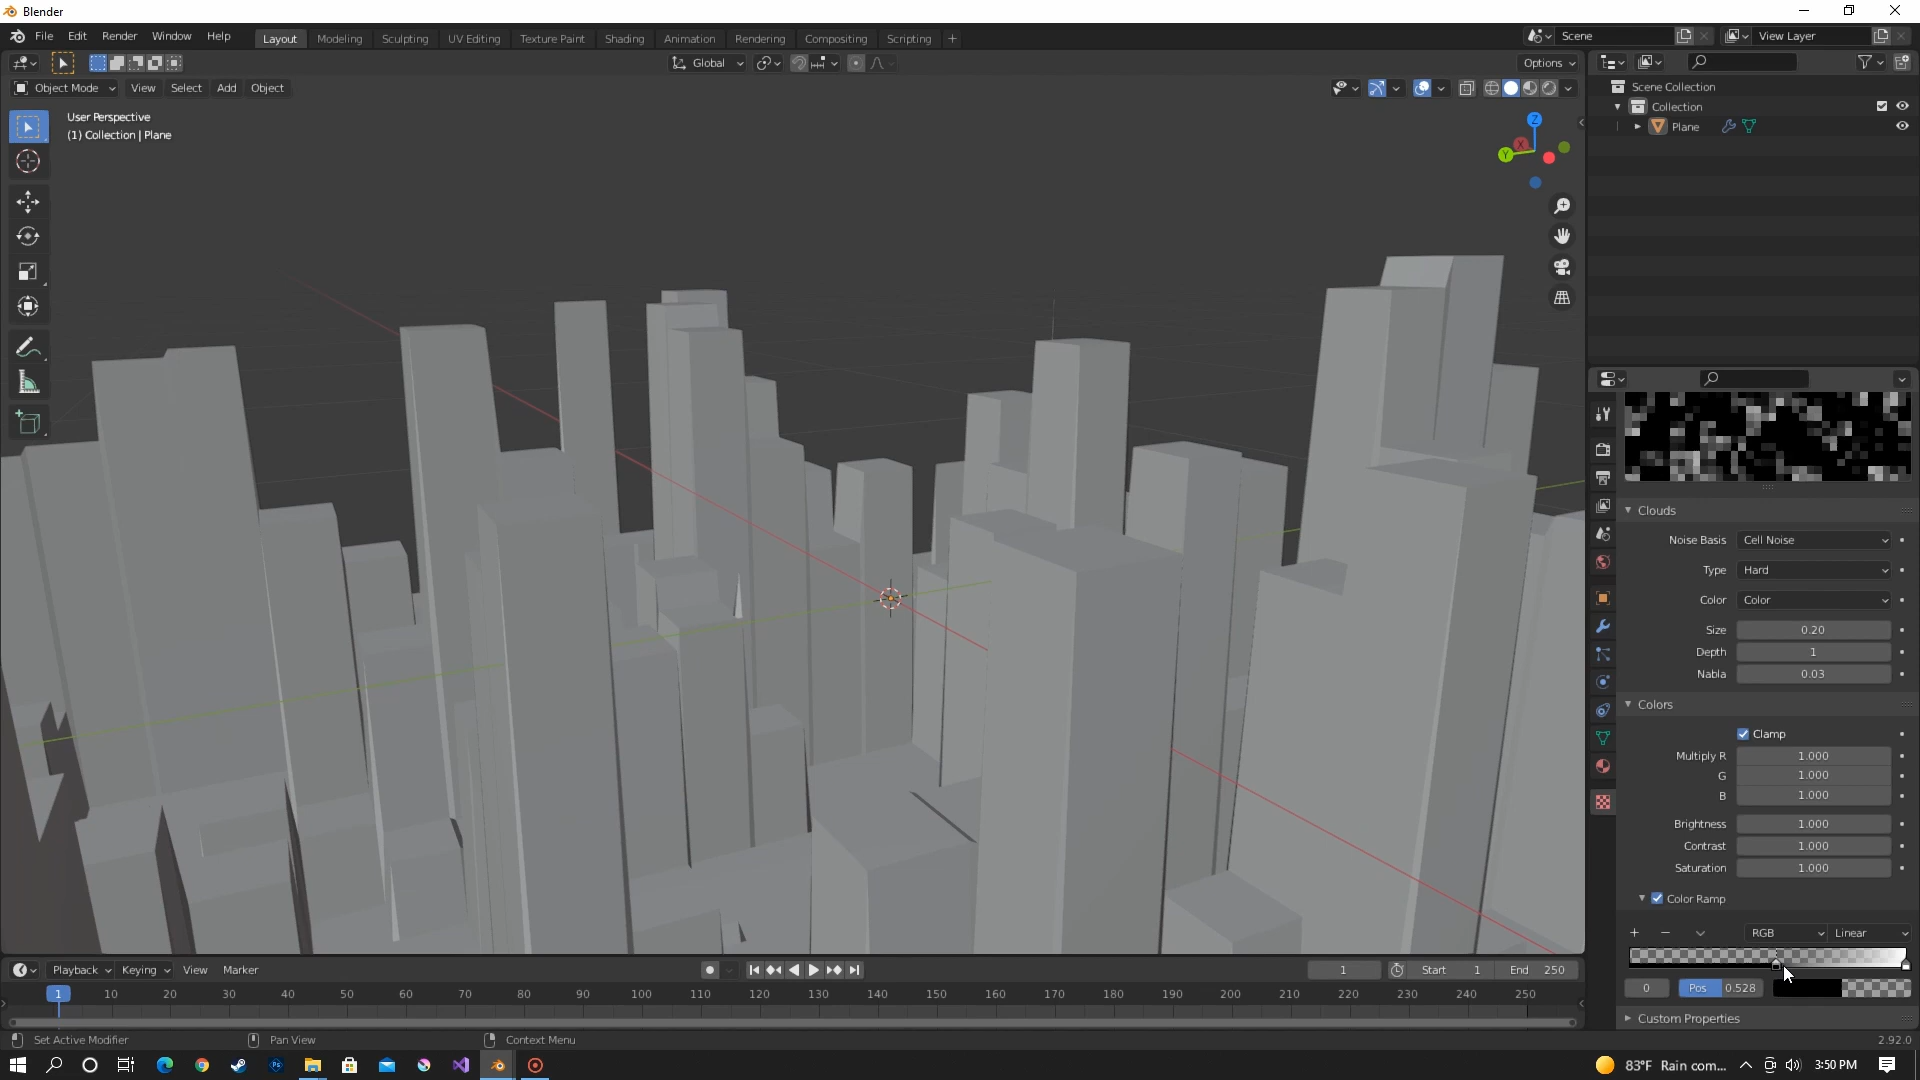 Blender
File Edit Render Window Help Layout Modeling Sculpting UV Editing Texture Paint Shading Animation Rendering Compositing Scripting + Scene View Layer
Global Options
Object Mode View Select Add Object
User Perspective
(1) Collection | Plane
Z
X
Y
Scene Collection
Collection
Plane
Clouds
Noise Basis Cell Noise
Type Hard
Color Color
Size 0.20
Depth 1
Nabla 0.03
Colors
Clamp
Multiply R 1.000
G 1.000
B 1.000
Brightness 1.000
Contrast 1.000
Saturation 1.000
Color Ramp
+ − RGB Linear
0 Pos 0.528
Custom Properties
Playback Keying View Marker 1 Start 1 End 250
1 10 20 30 40 50 60 70 80 90 100 110 120 130 140 150 160 170 180 190 200 210 220 230 240 250
Set Active Modifier Pan View Context Menu 2.92.0
83°F Rain com... 3:50 PM